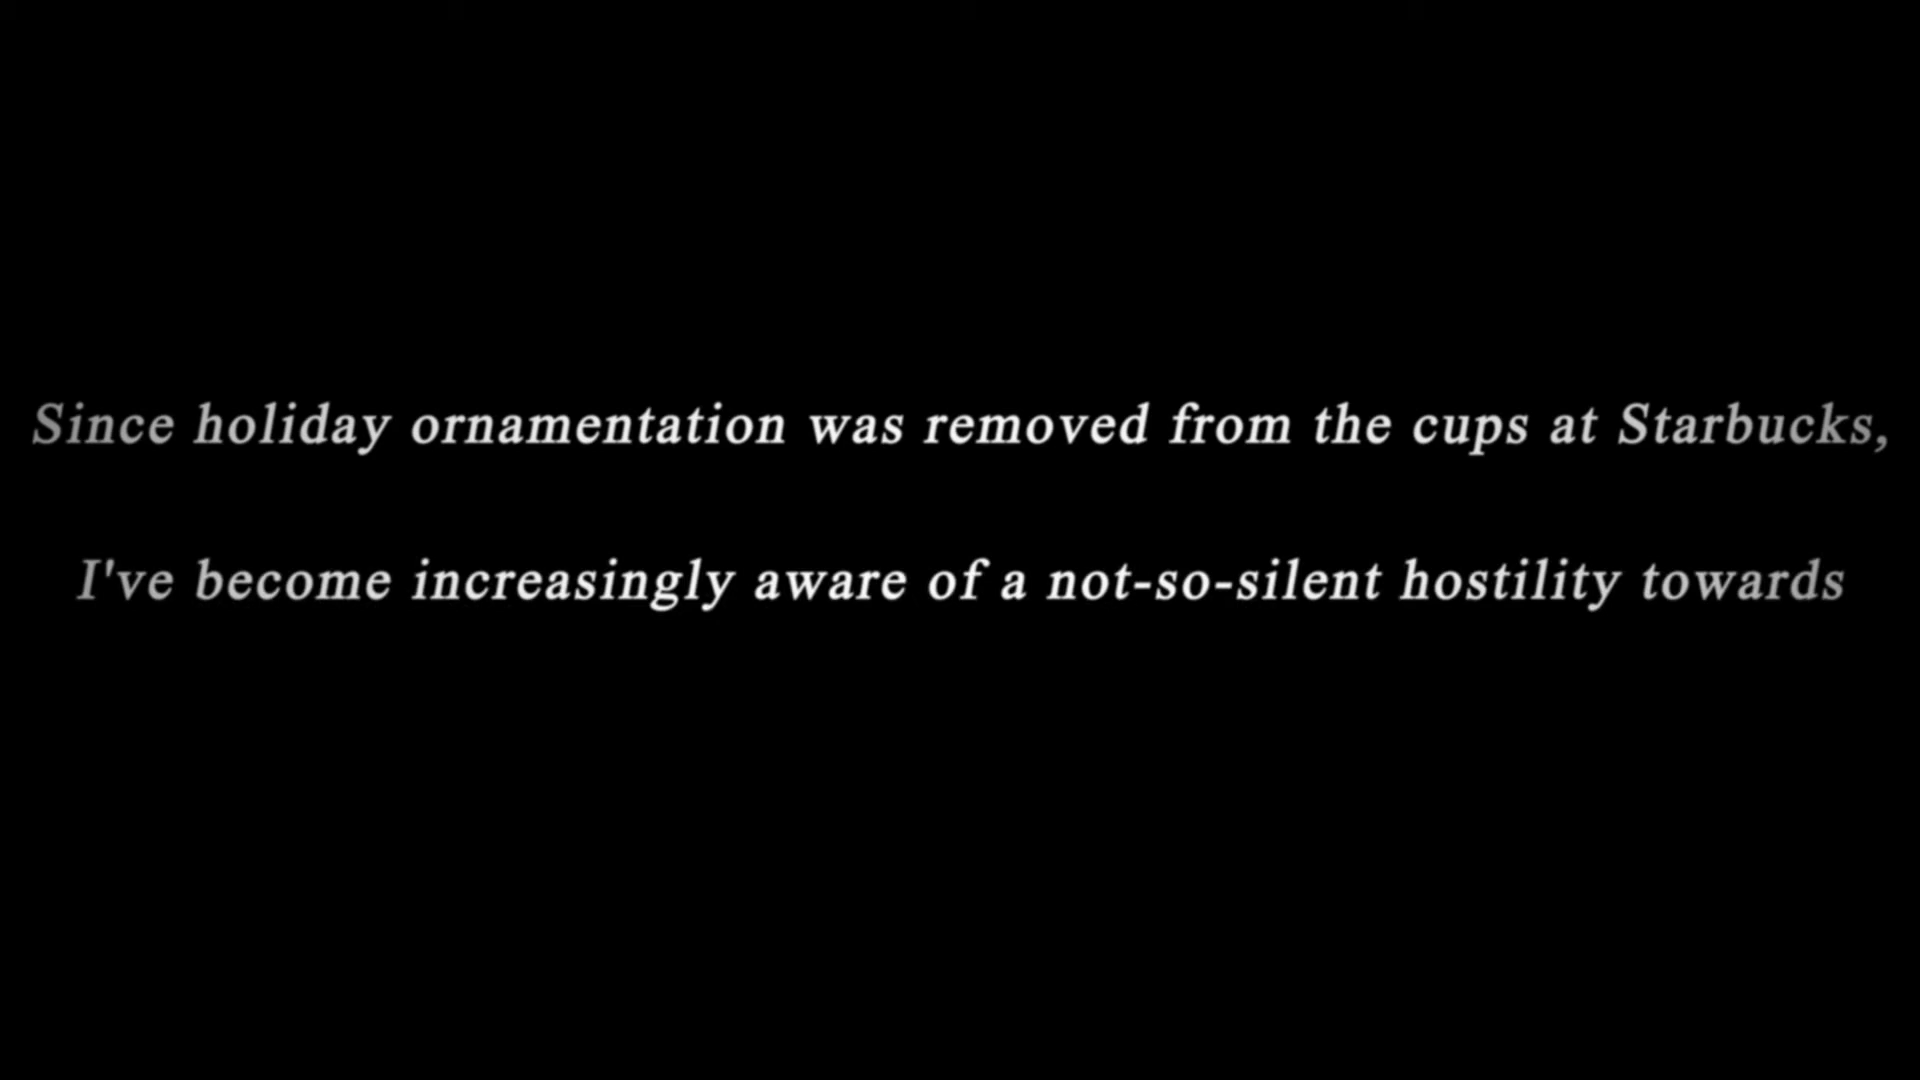 Since holiday ornamentation was removed from the cups at Starbucks,
I've become increasingly aware of a not-so-silent hostility towards